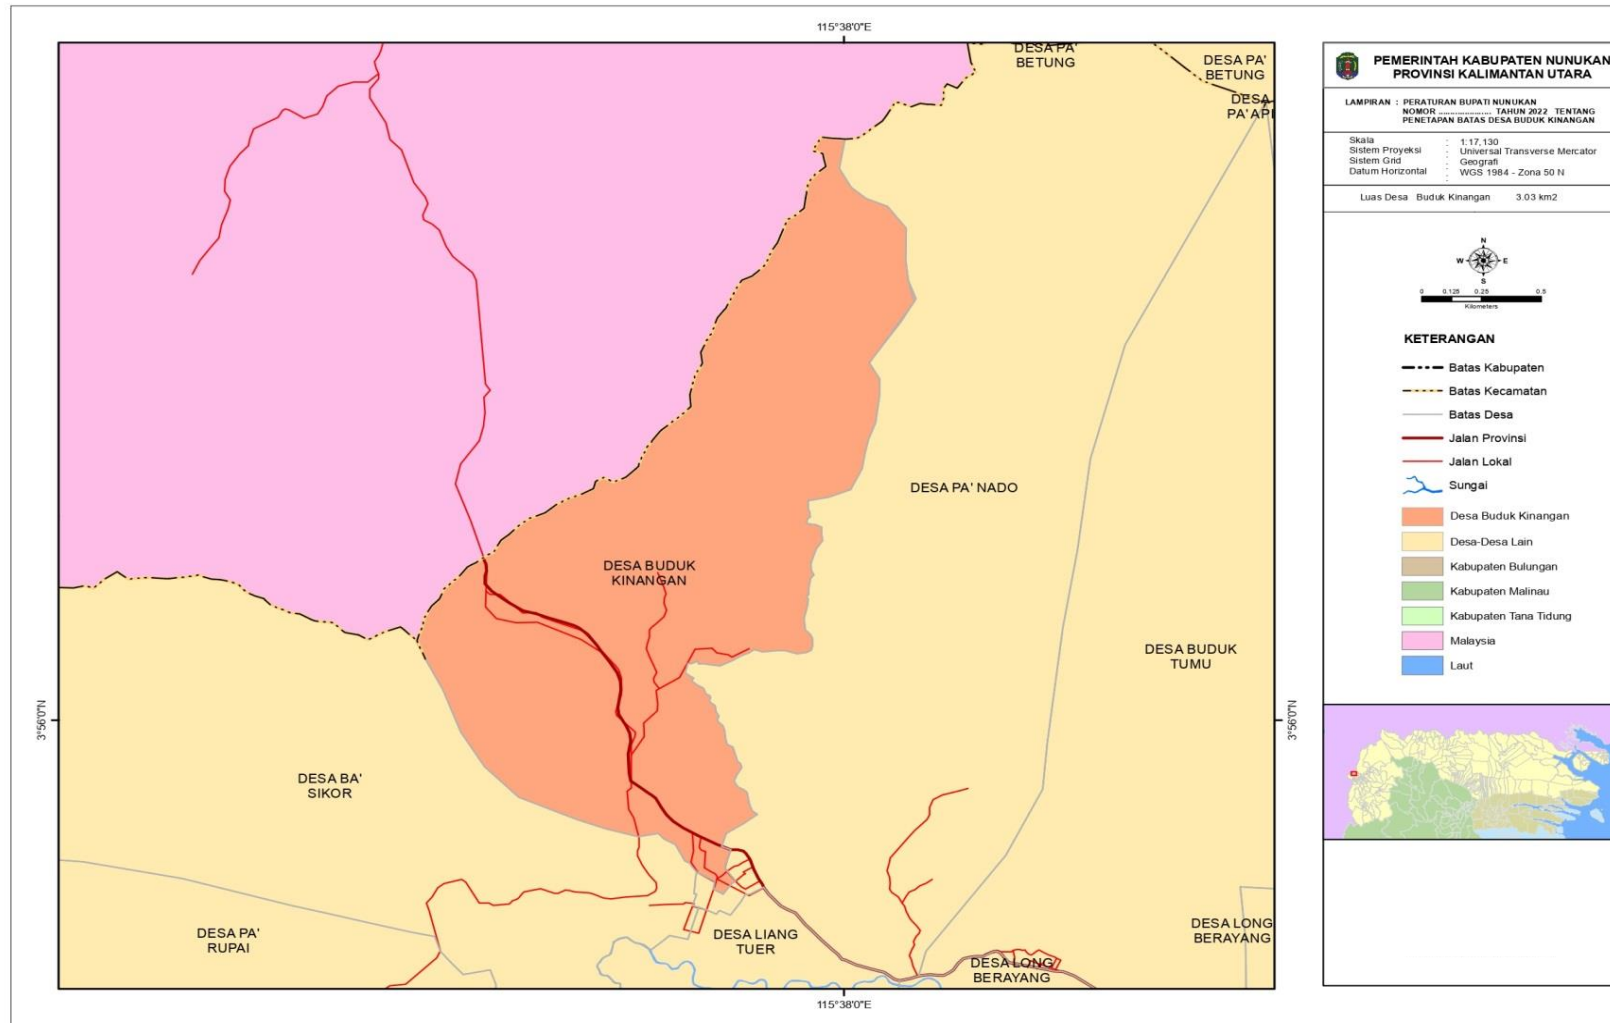 115°38'0"E
DESA PA'
BETUNG
DESA PA'
BETUNG
DESA
PA'API
DESA PA' NADO
DESA BUDUK
KINANGAN
DESA BUDUK
TUMU
3°56'0"N
3°56'0"N
DESA BA'
SIKOR
DESA PA'
RUPAI
DESA LIANG
TUER
DESA LONG
BERAYANG
DESA LONG
BERAYANG
115°38'0"E
PEMERINTAH KABUPATEN NUNUKAN
PROVINSI KALIMANTAN UTARA
LAMPIRAN : PERATURAN BUPATI NUNUKAN
NOMOR .................... TAHUN 2022 TENTANG
PENETAPAN BATAS DESA BUDUK KINANGAN
Skala : 1:17,130
Sistem Proyeksi : Universal Transverse Mercator
Sistem Grid : Geografi
Datum Horizontal : WGS 1984 - Zona 50 N
Luas Desa Buduk Kinangan 3.03 km2
N
W E
S
0 0.125 0.25 0.5
Kilometers
KETERANGAN
Batas Kabupaten
Batas Kecamatan
Batas Desa
Jalan Provinsi
Jalan Lokal
Sungai
Desa Buduk Kinangan
Desa-Desa Lain
Kabupaten Bulungan
Kabupaten Malinau
Kabupaten Tana Tidung
Malaysia
Laut